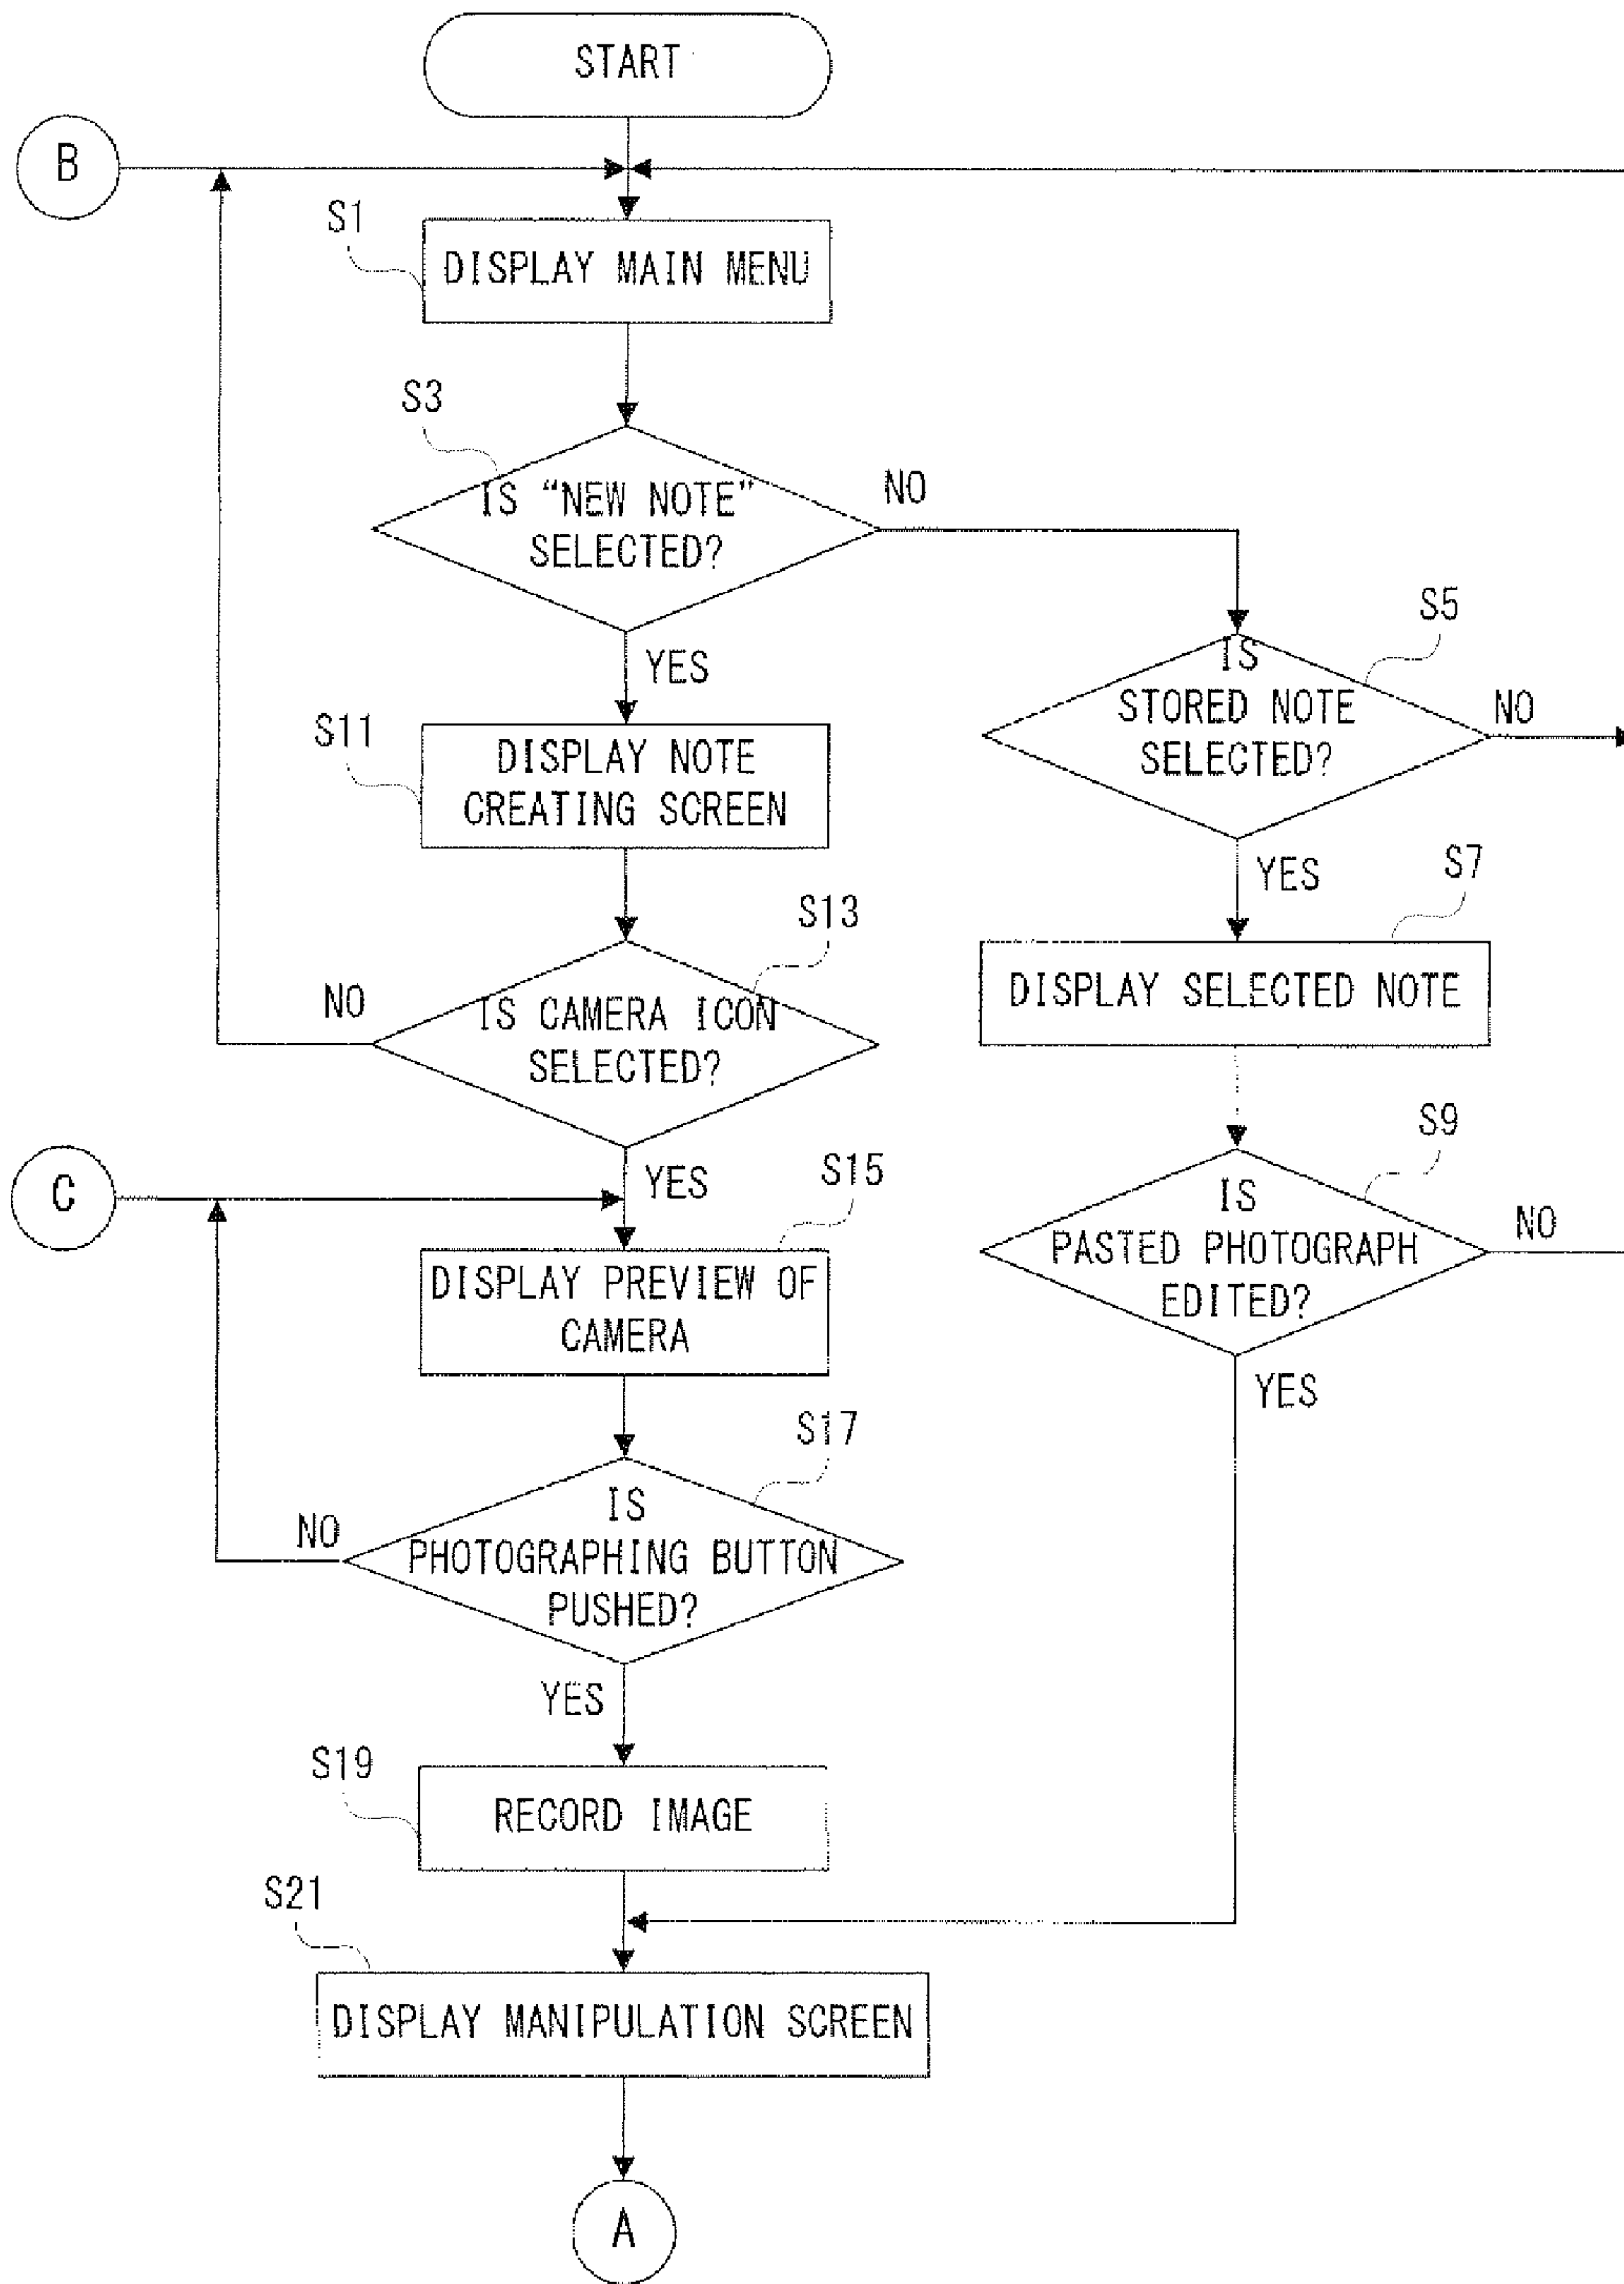 START
B
S1
DISPLAY MAIN MENU
S3
IS “NEW NOTE”
SELECTED?
NO
YES
S5
IS
STORED NOTE
SELECTED?
NO
YES
S11
DISPLAY NOTE
CREATING SCREEN
S7
DISPLAY SELECTED NOTE
S13
IS CAMERA ICON
SELECTED?
NO
YES
S9
IS
PASTED PHOTOGRAPH
EDITED?
NO
YES
C
S15
DISPLAY PREVIEW OF
CAMERA
S17
IS
PHOTOGRAPHING BUTTON
PUSHED?
NO
YES
S19
RECORD IMAGE
S21
DISPLAY MANIPULATION SCREEN
A